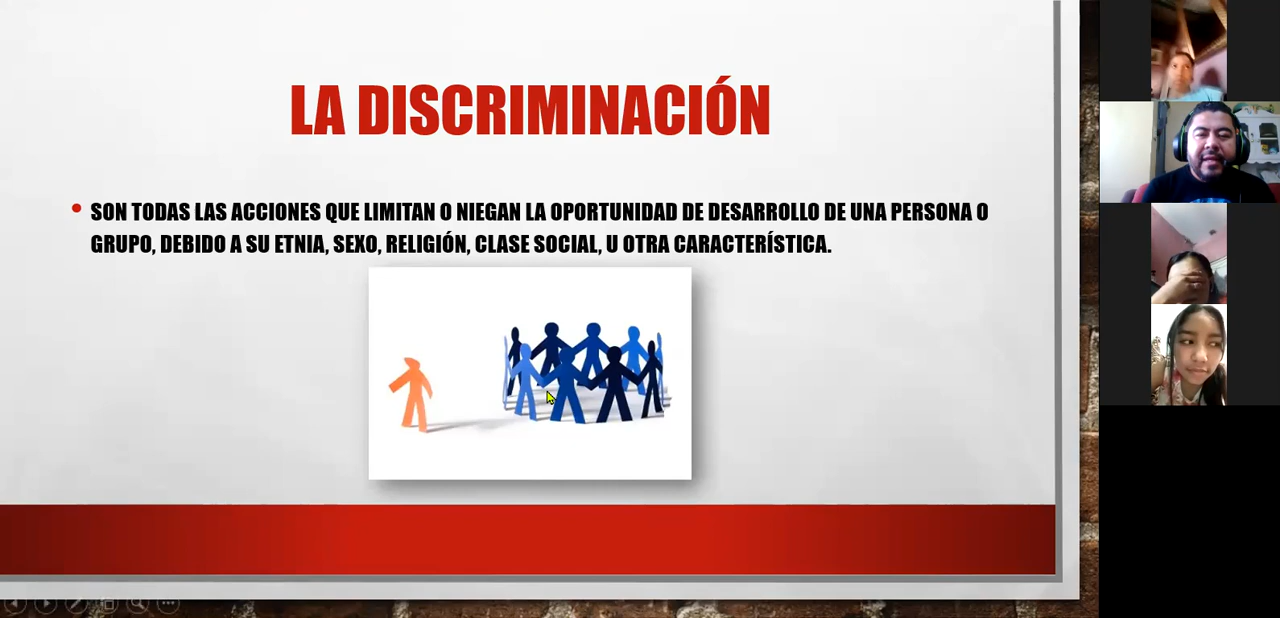 LA DISCRIMINACIÓN
• SON TODAS LAS ACCIONES QUE LIMITAN O NIEGAN LA OPORTUNIDAD DE DESARROLLO DE UNA PERSONA O
GRUPO, DEBIDO A SU ETNIA, SEXO, RELIGIÓN, CLASE SOCIAL, U OTRA CARACTERÍSTICA.